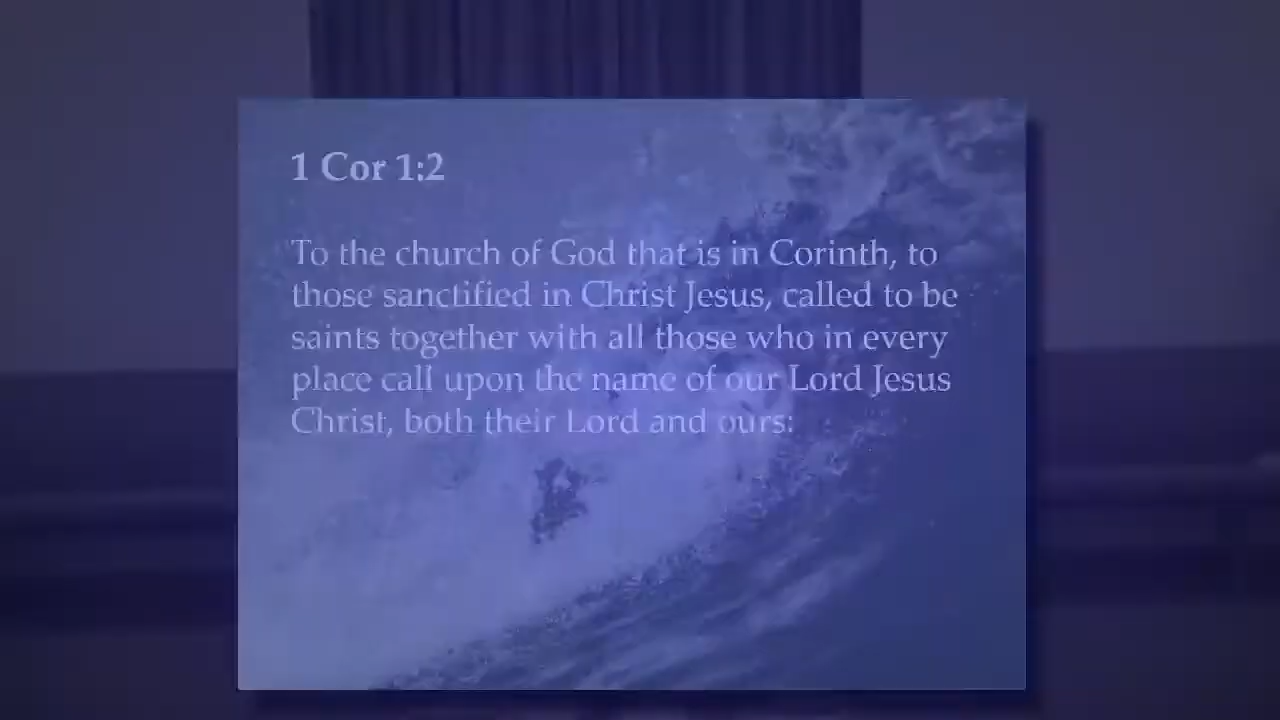 1 Cor 1:2
To the church of God that is in Corinth, to
those sanctified in Christ Jesus, called to be
saints together with all those who in every
place call upon the name of our Lord Jesus
Christ, both their Lord and ours: